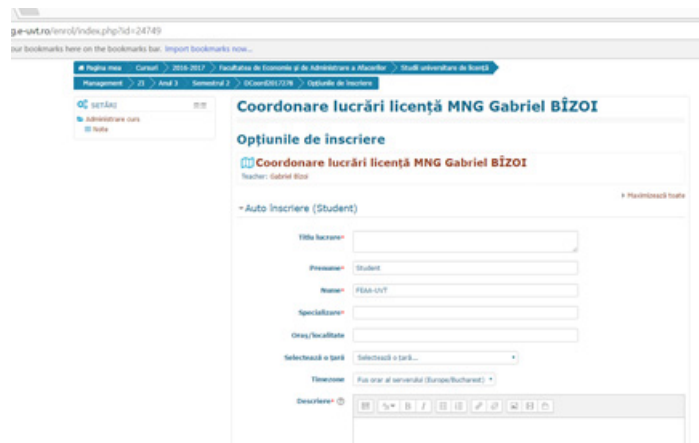 g.e-uvt.ro/enrol/index.php?id=24749
our bookmarks here on the bookmarks bar. Import bookmarks now...
Pagina mea Cursuri 2016-2017 Facultatea de Economie și de Administrare a Afacerilor Studii universitare de licență
Management ZI Anul 3 Semestrul 2 DCoord2017278 Opțiunile de înscriere
SETĂRI
Administrare curs
Note
Coordonare lucrări licență MNG Gabriel BÎZOI
Opțiunile de înscriere
Coordonare lucrări licență MNG Gabriel BÎZOI
Teacher: Gabriel Bizoi
Maximizează toate
Auto înscriere (Student)
Titlu lucrare*
Prenume* Student
Nume* FEAA-UVT
Specializare*
Oraș/localitate
Selectează o țară Selectează o țară...
Timezone Fus orar al serverului (Europe/Bucharest)
Descriere*
B I